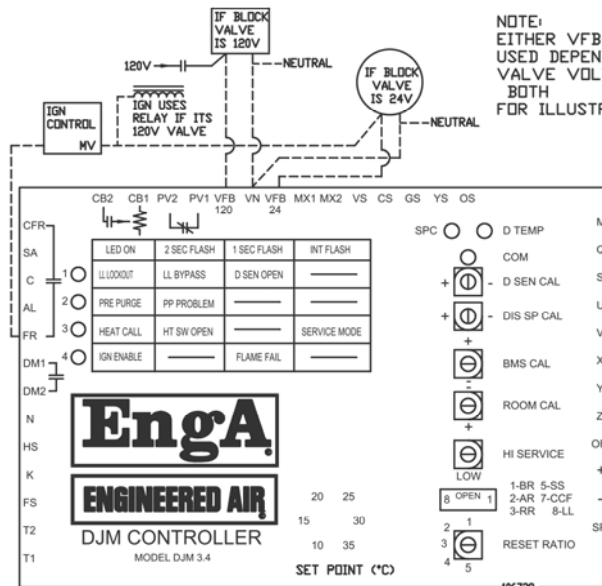 IF BLOCK
VALVE
IS 120V
120V
NEUTRAL
IF BLOCK
VALVE
IS 24V
NEUTRAL
NOTE:
EITHER VFB
USED DEPEN
VALVE VOL
BOTH
FOR ILLUSTR
IGN
CONTROL
MV
IGN USES
RELAY IF ITS
120V VALVE
CB2 CB1 PV2 PV1 VFB 120 VN VFB 24 MX1 MX2 VS CS GS YS OS
CFR
SA
C
AL
FR
DM1
DM2
N
HS
K
FS
T2
T1
LED ON 2 SEC FLASH 1 SEC FLASH INT FLASH
1 LL LOCKOUT LL BYPASS D SEN OPEN
2 PRE PURGE PP PROBLEM
3 HEAT CALL HT SW OPEN SERVICE MODE
4 IGN ENABLE FLAME FAIL
EngA
ENGINEERED AIR
DJM CONTROLLER
MODEL DJM 3.4
20 25
15 30
10 35
SET POINT (°C)
SPC D TEMP
COM
+ - D SEN CAL
+ - DIS SP CAL
+
BMS CAL
-
ROOM CAL
+
HI SERVICE
LOW
8 OPEN 1
1-BR 5-SS
2-AR 7-CCF
3-RR 8-LL
2 1
3 RESET RATIO
4 5